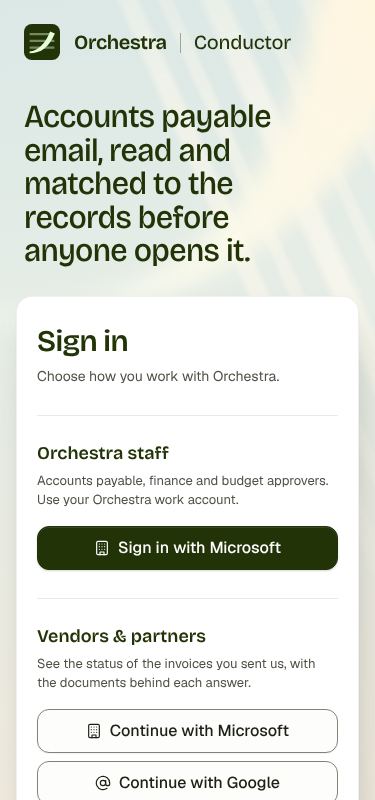 Orchestra | Conductor
Accounts payable
email, read and
matched to the
records before
anyone opens it.
Sign in
Choose how you work with Orchestra.
Orchestra staff
Accounts payable, finance and budget approvers.
Use your Orchestra work account.
Sign in with Microsoft
Vendors & partners
See the status of the invoices you sent us, with
the documents behind each answer.
Continue with Microsoft
Continue with Google